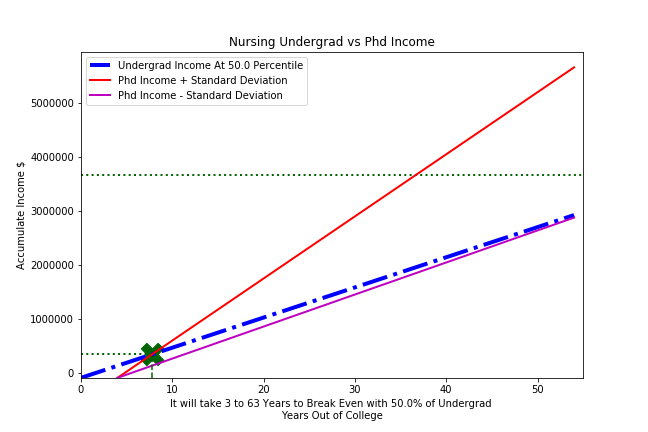 Nursing Undergrad vs Phd Income
Undergrad Income At 50.0 Percentile
Phd Income + Standard Deviation
Phd Income - Standard Deviation
Accumulate Income $
5000000
4000000
3000000
2000000
1000000
0
0 10 20 30 40 50
It will take 3 to 63 Years to Break Even with 50.0% of Undergrad
Years Out of College